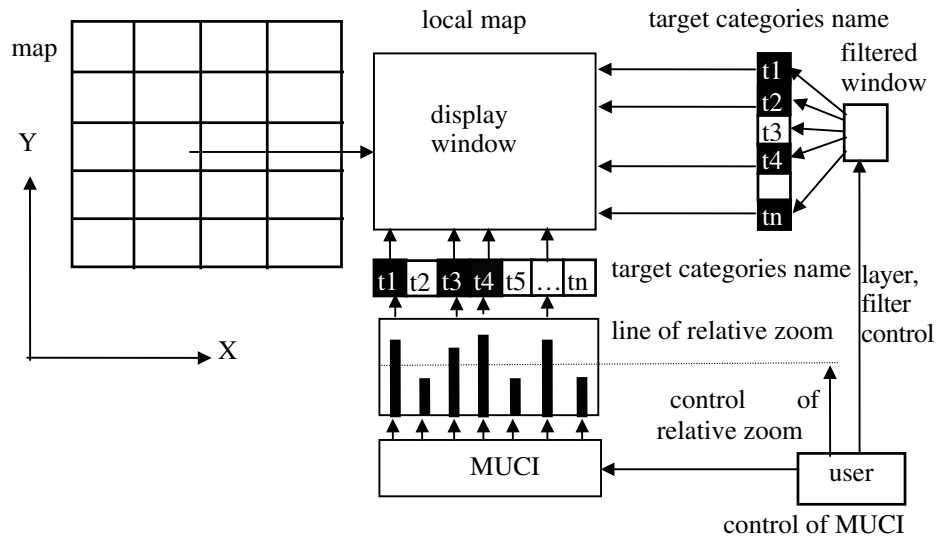 local map
target categories name
map
filtered
window
t1
t2
t3
t4
tn
display
window
Y
t1 t2 t3 t4 t5 ... tn
target categories name
layer,
filter
control
line of relative zoom
X
control of
relative zoom
MUCI
user
control of MUCI